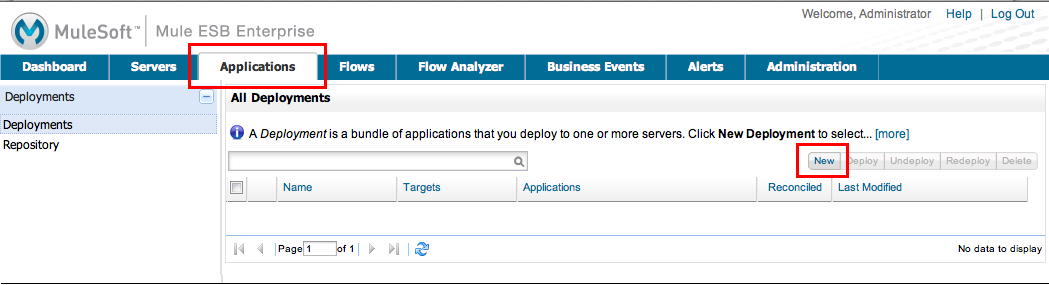 Welcome, Administrator Help | Log Out
MuleSoft™ | Mule ESB Enterprise
Dashboard Servers Applications Flows Flow Analyzer Business Events Alerts Administration
Deployments
Deployments
Repository
All Deployments
A Deployment is a bundle of applications that you deploy to one or more servers. Click New Deployment to select... [more]
New Deploy Undeploy Redeploy Delete
Name Targets Applications Reconciled Last Modified
Page 1 of 1 No data to display